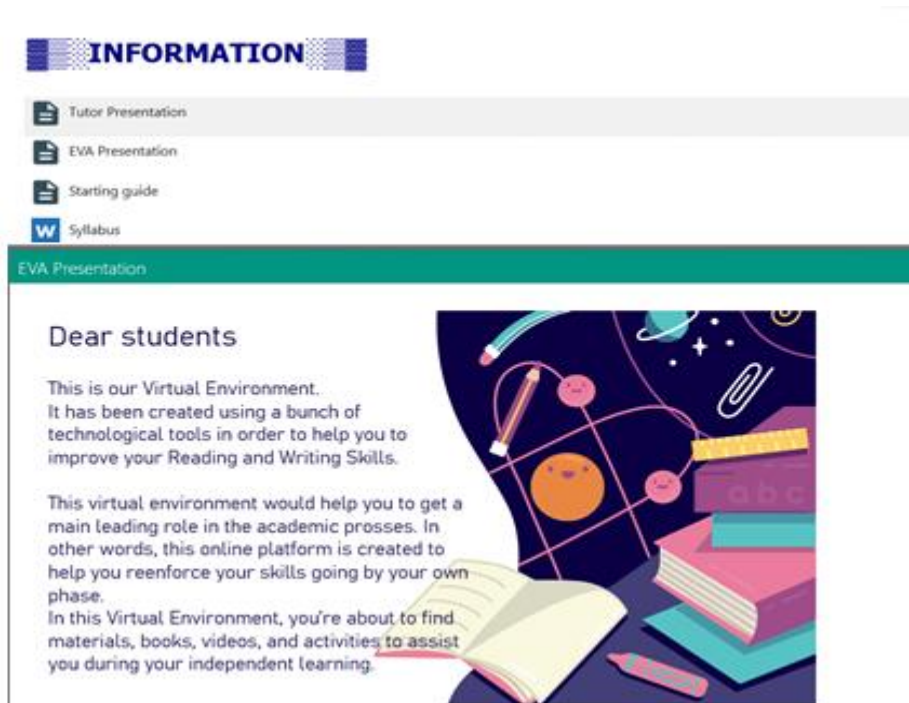 INFORMATION
Tutor Presentation
EVA Presentation
Starting guide
W Syllabus
EVA Presentation
Dear students
This is our Virtual Environment.
It has been created using a bunch of
technological tools in order to help you to
improve your Reading and Writing Skills.
This virtual environment would help you to get a
main leading role in the academic prosses. In
other words, this online platform is created to
help you reenforce your skills going by your own
phase.
In this Virtual Environment, you're about to find
materials, books, videos, and activities to assist
you during your independent learning.
abc